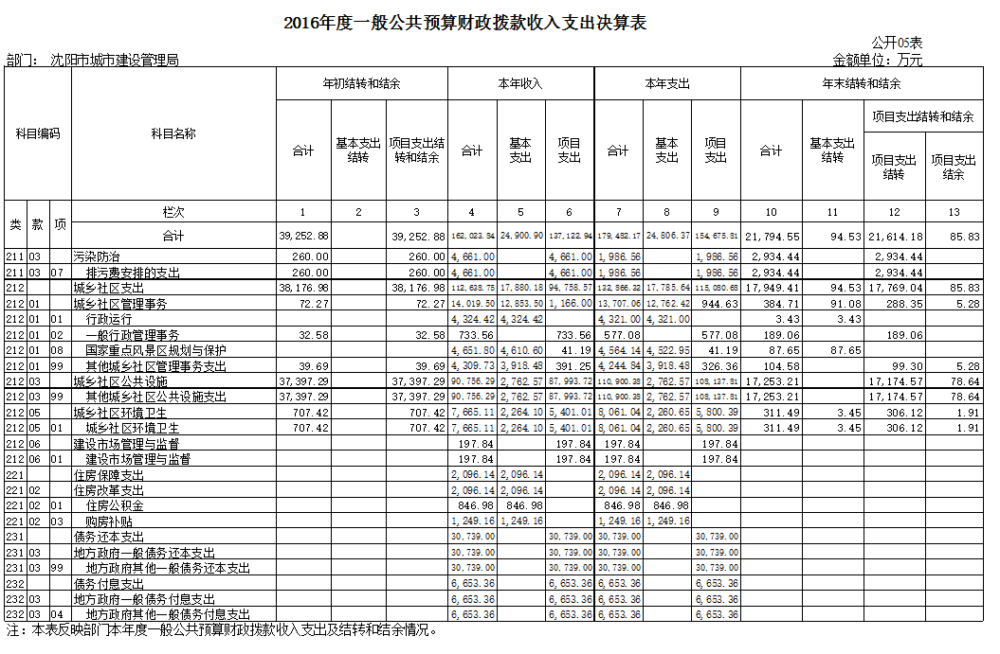 2016年度一般公共预算财政拨款收入支出决算表
公开05表
部门： 沈阳市城市建设管理局 金额单位：万元
科目编码 科目名称 年初结转和结余 本年收入 本年支出 年末结转和结余
合计 基本支出结转 项目支出结转和结余 合计 基本支出 项目支出 合计 基本支出 项目支出 合计 基本支出结转 项目支出结转和结余
项目支出结转 项目支出结余
类 款 项 栏次 1 2 3 4 5 6 7 8 9 10 11 12 13
合计 39,252.88 39,252.88 162,023.84 24,900.90 137,122.94 179,482.17 24,806.37 154,675.81 21,794.55 94.53 21,614.18 85.83
211 03 污染防治 260.00 260.00 4,661.00 4,661.00 1,986.56 1,986.56 2,934.44 2,934.44
211 03 07 排污费安排的支出 260.00 260.00 4,661.00 4,661.00 1,986.56 1,986.56 2,934.44 2,934.44
212 城乡社区支出 38,176.98 38,176.98 112,638.75 17,880.18 94,758.57 132,866.32 17,785.64 115,080.68 17,949.41 94.53 17,769.04 85.83
212 01 城乡社区管理事务 72.27 72.27 14,019.50 12,853.50 1,166.00 13,707.06 12,762.42 944.63 384.71 91.08 288.35 5.28
212 01 01 行政运行 4,324.42 4,324.42 4,321.00 4,321.00 3.43 3.43
212 01 02 一般行政管理事务 32.58 32.58 733.56 733.56 577.08 577.08 189.06 189.06
212 01 08 国家重点风景区规划与保护 4,651.80 4,610.60 41.19 4,564.14 4,522.95 41.19 87.65 87.65
212 01 99 其他城乡社区管理事务支出 39.69 39.69 4,309.73 3,918.48 391.25 4,244.84 3,918.48 326.36 104.58 99.30 5.28
212 03 城乡社区公共设施 37,397.29 37,397.29 90,756.29 2,762.57 87,993.72 110,900.38 2,762.57 108,137.81 17,253.21 17,174.57 78.64
212 03 99 其他城乡社区公共设施支出 37,397.29 37,397.29 90,756.29 2,762.57 87,993.72 110,900.38 2,762.57 108,137.81 17,253.21 17,174.57 78.64
212 05 城乡社区环境卫生 707.42 707.42 7,665.11 2,264.10 5,401.01 8,061.04 2,260.65 5,800.39 311.49 3.45 306.12 1.91
212 05 01 城乡社区环境卫生 707.42 707.42 7,665.11 2,264.10 5,401.01 8,061.04 2,260.65 5,800.39 311.49 3.45 306.12 1.91
212 06 建设市场管理与监督 197.84 197.84 197.84 197.84
212 06 01 建设市场管理与监督 197.84 197.84 197.84 197.84
221 住房保障支出 2,096.14 2,096.14 2,096.14 2,096.14
221 02 住房改革支出 2,096.14 2,096.14 2,096.14 2,096.14
221 02 01 住房公积金 846.98 846.98 846.98 846.98
221 02 03 购房补贴 1,249.16 1,249.16 1,249.16 1,249.16
231 债务还本支出 30,739.00 30,739.00 30,739.00 30,739.00
231 03 地方政府一般债务还本支出 30,739.00 30,739.00 30,739.00 30,739.00
231 03 99 地方政府其他一般债务还本支出 30,739.00 30,739.00 30,739.00 30,739.00
232 债务付息支出 6,653.36 6,653.36 6,653.36 6,653.36
232 03 地方政府一般债务付息支出 6,653.36 6,653.36 6,653.36 6,653.36
232 03 04 地方政府其他一般债务付息支出 6,653.36 6,653.36 6,653.36 6,653.36
注：本表反映部门本年度一般公共预算财政拨款收入支出及结转和结余情况。